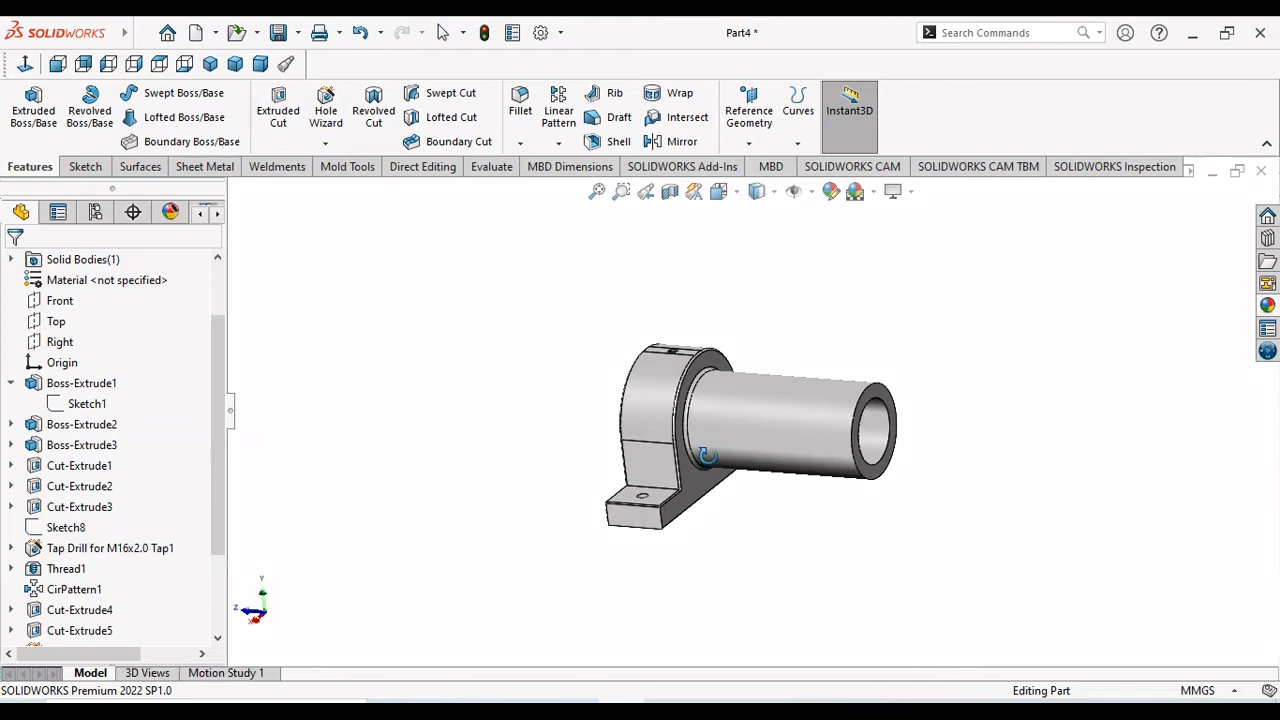 SOLIDWORKS
Part4 *
Search Commands
Extruded Boss/Base
Revolved Boss/Base
Swept Boss/Base
Lofted Boss/Base
Boundary Boss/Base
Extruded Cut
Hole Wizard
Revolved Cut
Swept Cut
Lofted Cut
Boundary Cut
Fillet
Linear Pattern
Rib
Draft
Shell
Wrap
Intersect
Mirror
Reference Geometry
Curves
Instant3D
Features Sketch Surfaces Sheet Metal Weldments Mold Tools Direct Editing Evaluate MBD Dimensions SOLIDWORKS Add-Ins MBD SOLIDWORKS CAM SOLIDWORKS CAM TBM SOLIDWORKS Inspection
Solid Bodies(1)
Material <not specified>
Front
Top
Right
Origin
Boss-Extrude1
Sketch1
Boss-Extrude2
Boss-Extrude3
Cut-Extrude1
Cut-Extrude2
Cut-Extrude3
Sketch8
Tap Drill for M16x2.0 Tap1
Thread1
CirPattern1
Cut-Extrude4
Cut-Extrude5
Y
Z
X
Model 3D Views Motion Study 1
SOLIDWORKS Premium 2022 SP1.0
Editing Part
MMGS